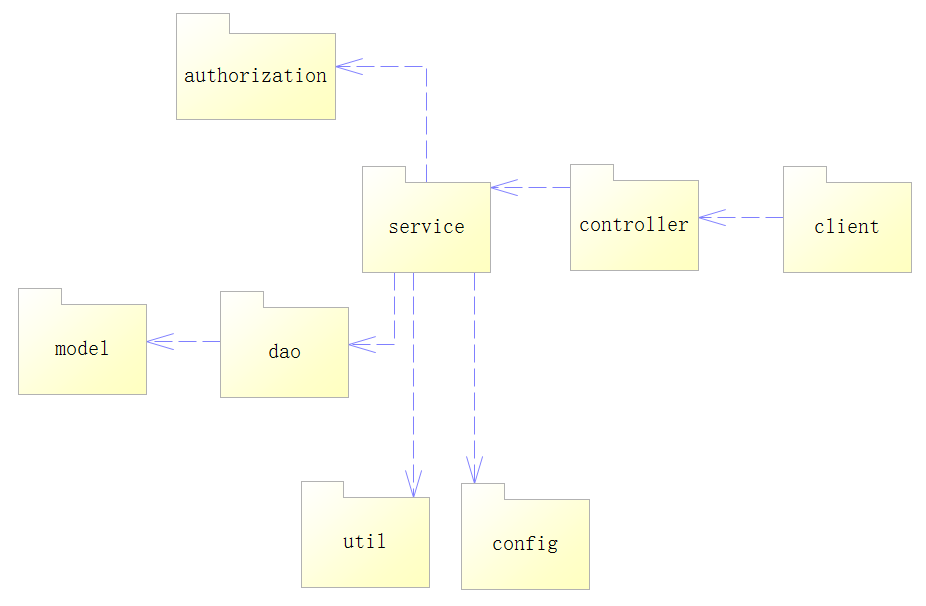 authorization
service
controller
client
model
dao
util
config